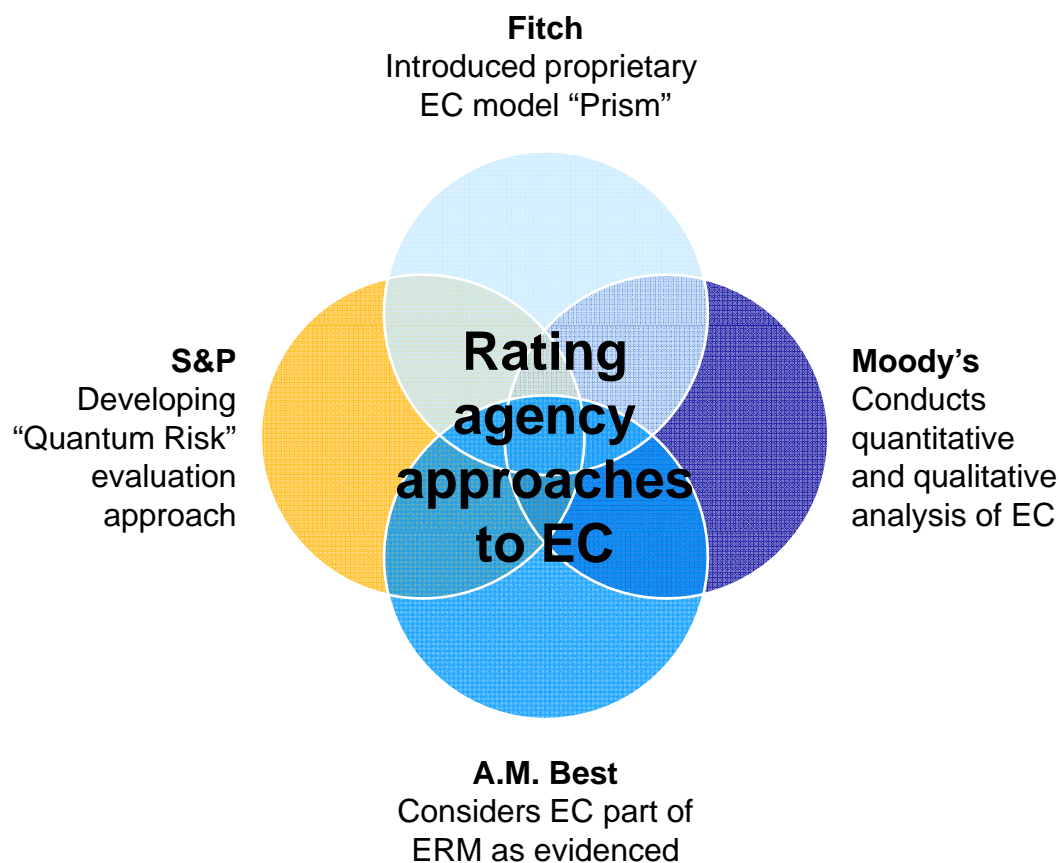 Fitch
Introduced proprietary
EC model “Prism”
S&P
Developing
“Quantum Risk”
evaluation
approach
Rating
agency
approaches
to EC
Moody’s
Conducts
quantitative
and qualitative
analysis of EC
A.M. Best
Considers EC part of
ERM as evidenced